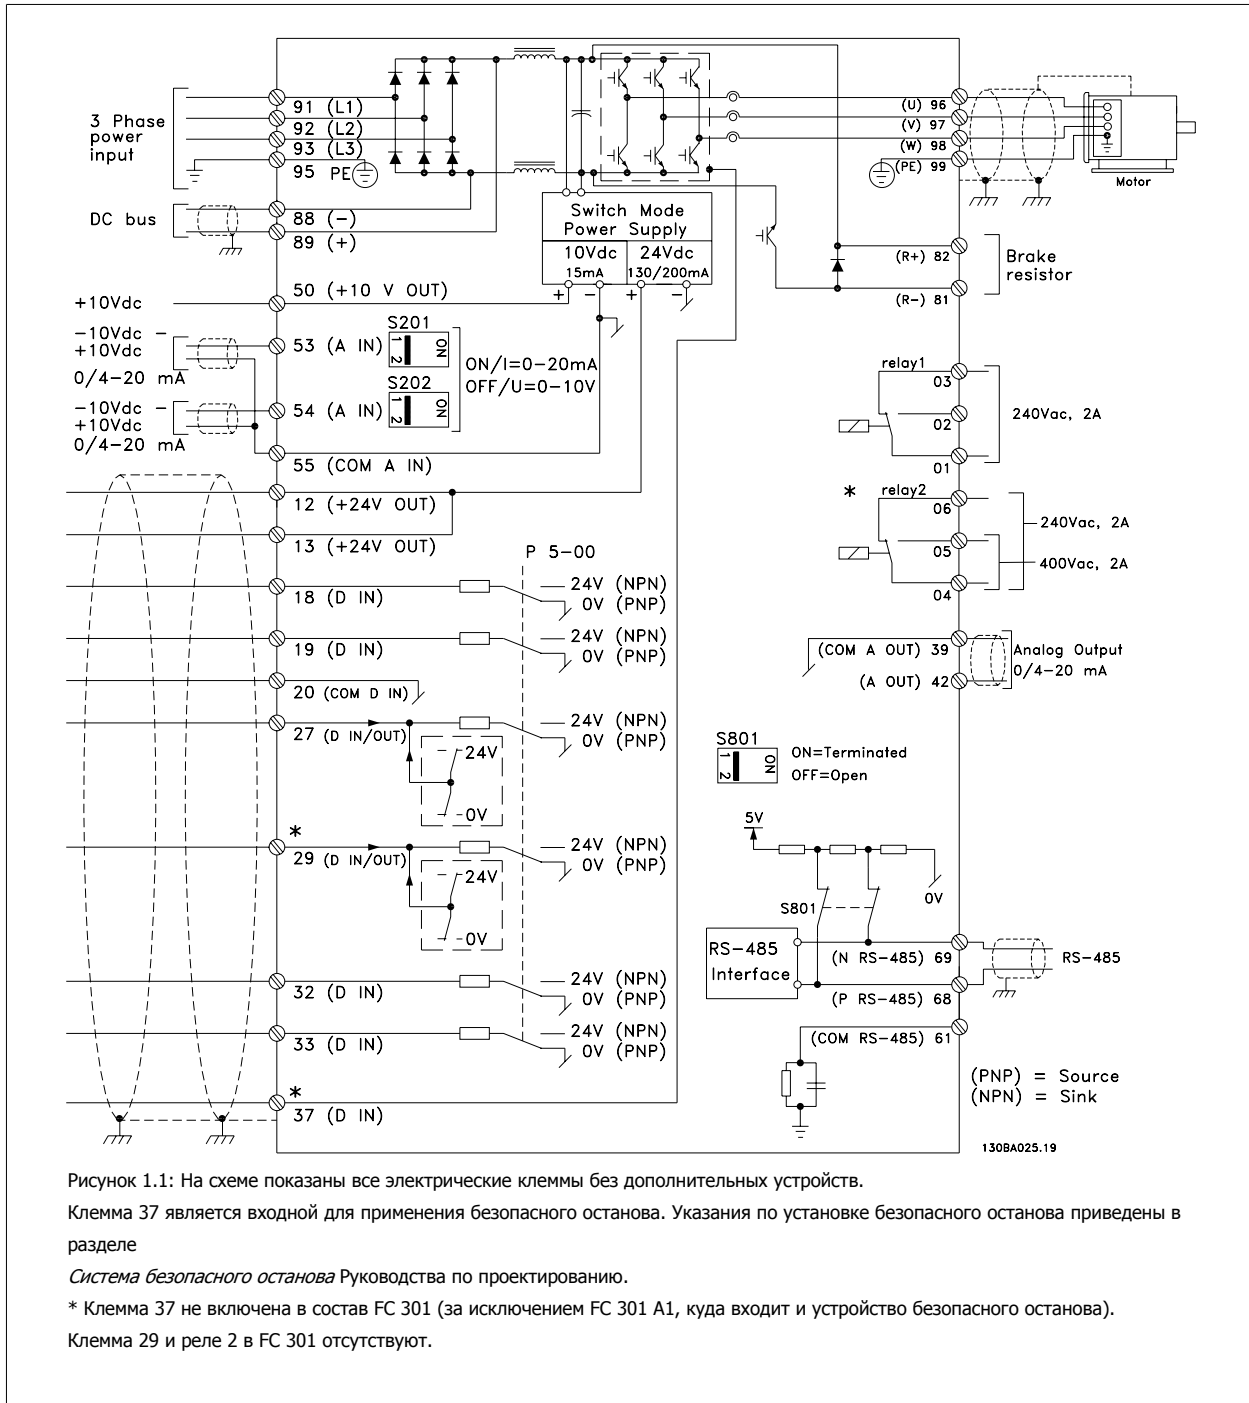 3 Phase
power
input
91 (L1)
92 (L2)
93 (L3)
95 PE
DC bus
88 (-)
89 (+)
Switch Mode
Power Supply
10Vdc
15mA
24Vdc
130/200mA
+ - + -
(U) 96
(V) 97
(W) 98
(PE) 99
Motor
(R+) 82
(R-) 81
Brake
resistor
+10Vdc
50 (+10 V OUT)
-10Vdc -
+10Vdc
0/4-20 mA
53 (A IN)
S201
1 2
ON
-10Vdc -
+10Vdc
0/4-20 mA
54 (A IN)
S202
1 2
ON
ON/I=0-20mA
OFF/U=0-10V
55 (COM A IN)
12 (+24V OUT)
13 (+24V OUT)
P 5-00
18 (D IN)
24V (NPN)
0V (PNP)
19 (D IN)
24V (NPN)
0V (PNP)
20 (COM D IN)
27 (D IN/OUT)
24V (NPN)
0V (PNP)
24V
0V
*
29 (D IN/OUT)
24V (NPN)
0V (PNP)
24V
0V
32 (D IN)
24V (NPN)
0V (PNP)
33 (D IN)
24V (NPN)
0V (PNP)
*
37 (D IN)
relay1
03
02
01
240Vac, 2A
*
relay2
06
05
04
240Vac, 2A
400Vac, 2A
(COM A OUT) 39
(A OUT) 42
Analog Output
0/4-20 mA
S801
1 2
ON
ON=Terminated
OFF=Open
5V
0V
S801
RS-485
Interface
(N RS-485) 69
(P RS-485) 68
(COM RS-485) 61
RS-485
(PNP) = Source
(NPN) = Sink
130BA025.19
Рисунок 1.1: На схеме показаны все электрические клеммы без дополнительных устройств.
Клемма 37 является входной для применения безопасного останова. Указания по установке безопасного останова приведены в
разделе
Система безопасного останова Руководства по проектированию.
* Клемма 37 не включена в состав FC 301 (за исключением FC 301 A1, куда входит и устройство безопасного останова).
Клемма 29 и реле 2 в FC 301 отсутствуют.